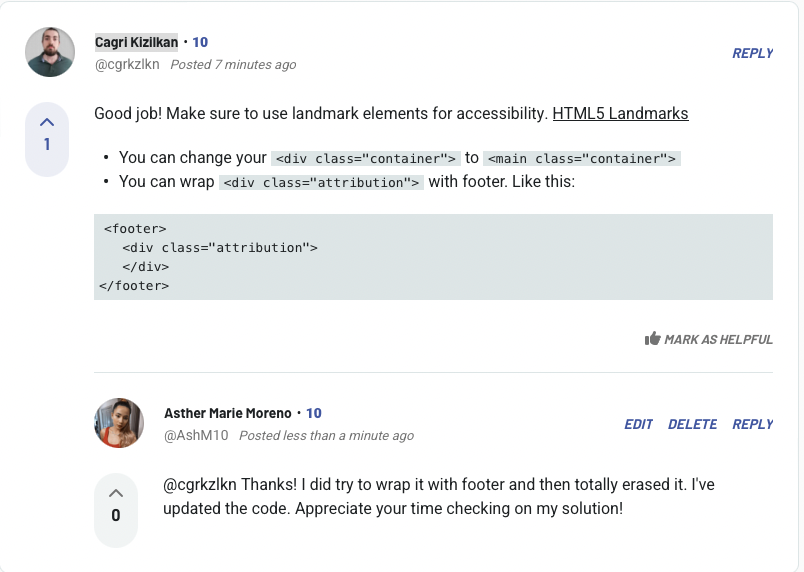 Cagri Kizilkan • 10
REPLY
@cgrkzlkn Posted 7 minutes ago
1
Good job! Make sure to use landmark elements for accessibility. HTML5 Landmarks
• You can change your <div class="container"> to <main class="container">
• You can wrap <div class="attribution"> with footer. Like this:
<footer>
<div class="attribution">
</div>
</footer>
MARK AS HELPFUL
Asther Marie Moreno • 10
EDIT DELETE REPLY
@AshM10 Posted less than a minute ago
0
@cgrkzlkn Thanks! I did try to wrap it with footer and then totally erased it. I've
updated the code. Appreciate your time checking on my solution!